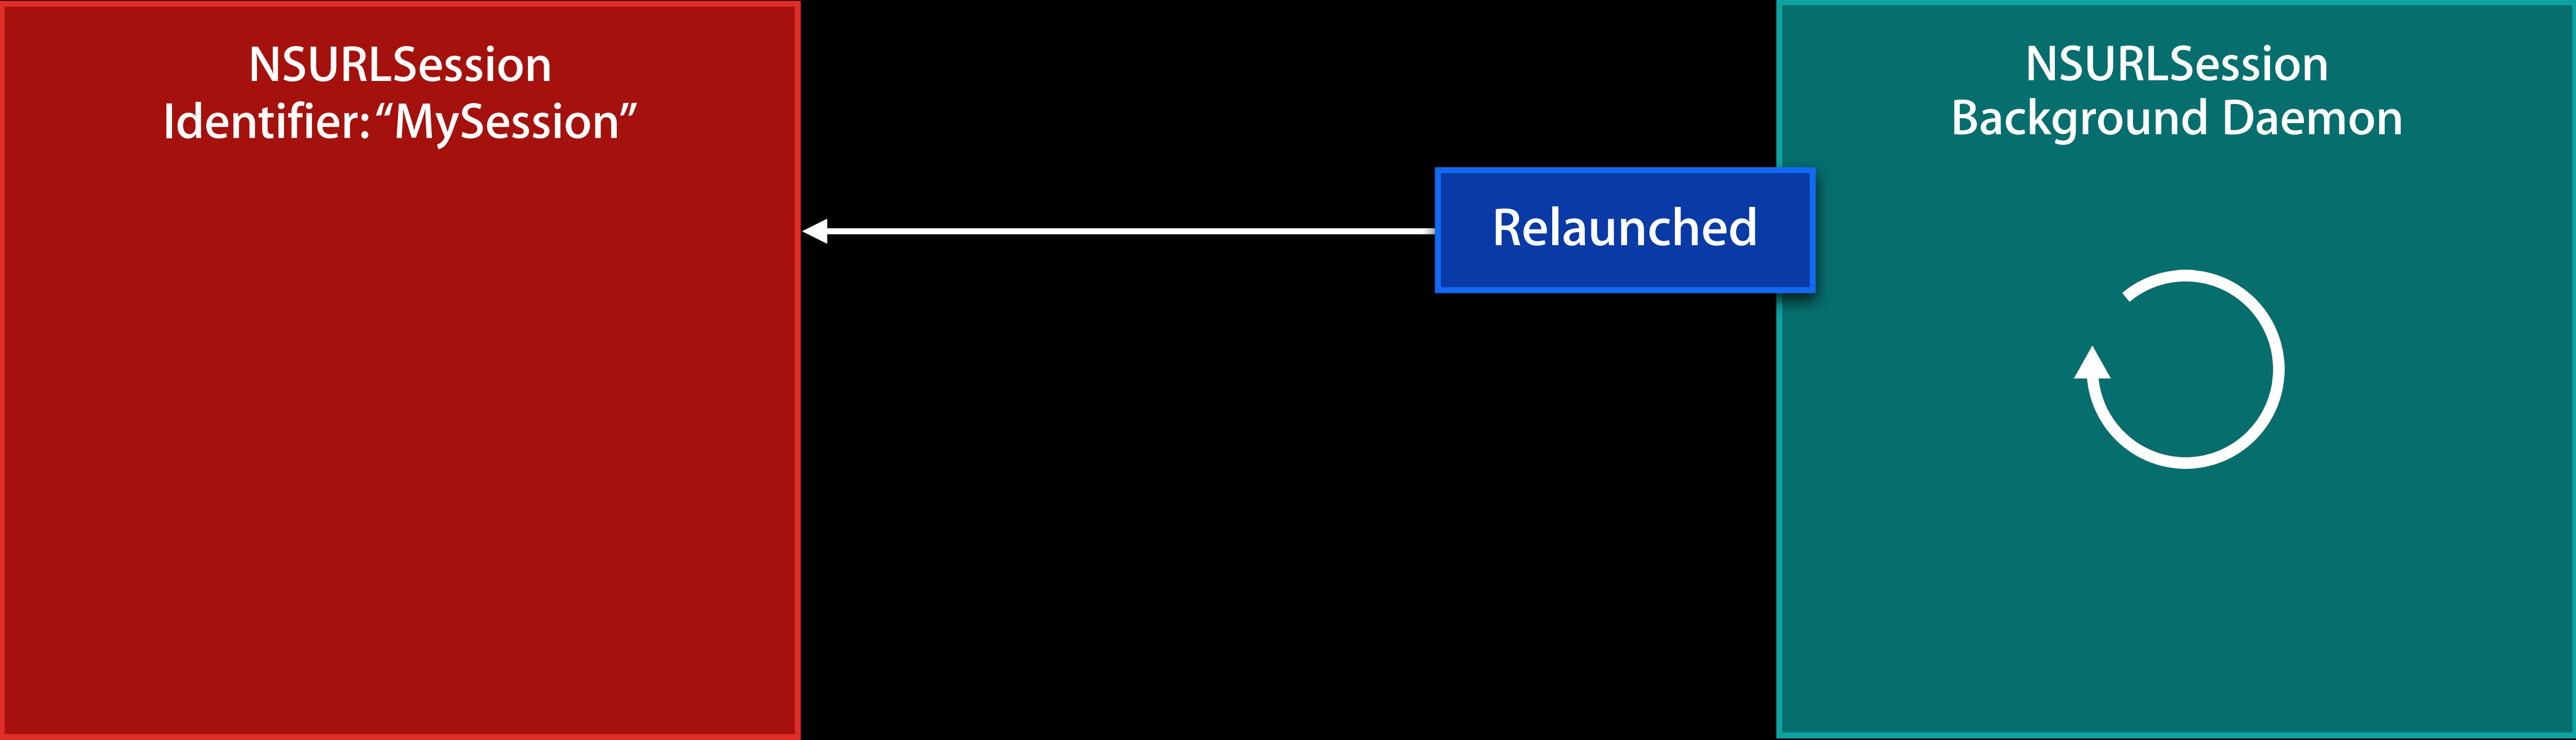 NSURLSession
Identifier: “MySession”
NSURLSession
Background Daemon
Relaunched